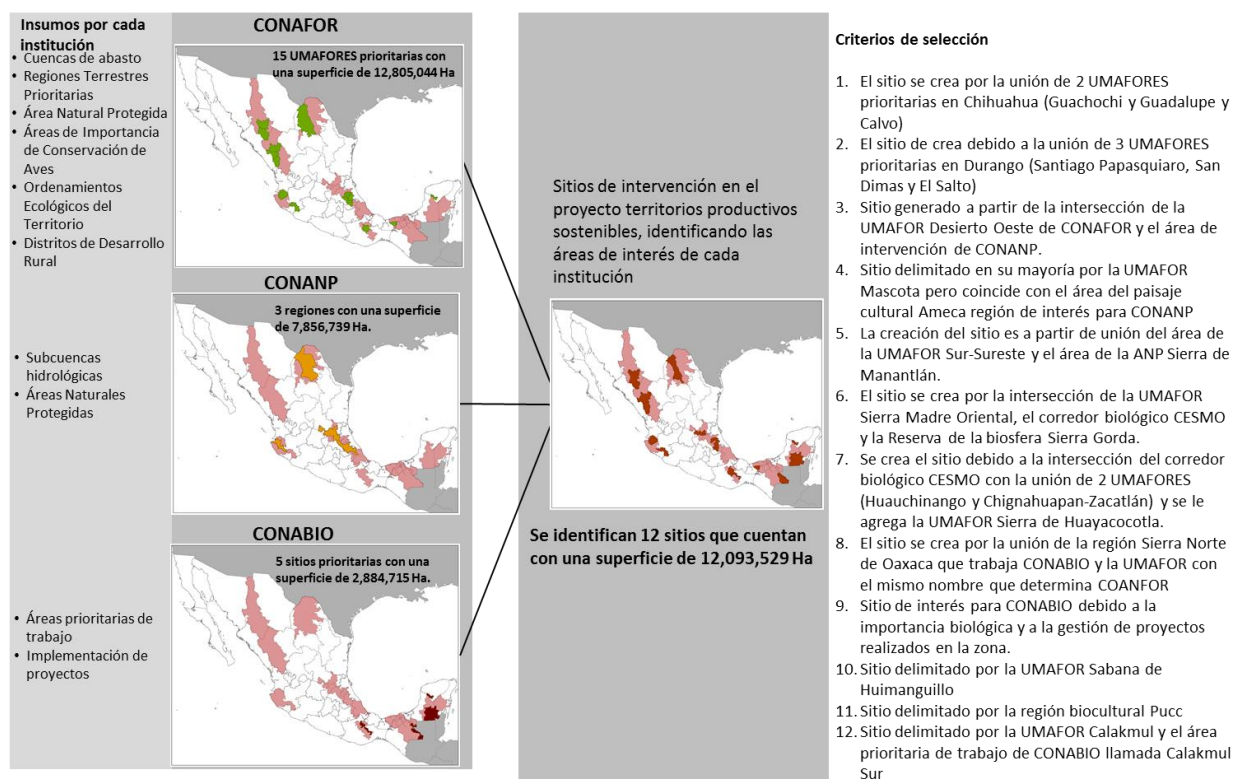 Insumos por cada
institución
• Cuencas de abasto
• Regiones Terrestres
Prioritarias
• Área Natural Protegida
• Áreas de Importancia
de Conservación de
Aves
• Ordenamientos
Ecológicos del
Territorio
• Distritos de Desarrollo
Rural
• Subcuencas
hidrológicas
• Áreas Naturales
Protegidas
• Áreas prioritarias de
trabajo
• Implementación de
proyectos
CONAFOR
15 UMAFORES prioritarias con
una superficie de 12,805,044 Ha
CONANP
3 regiones con una superficie
de 7,856,739 Ha.
CONABIO
5 sitios prioritarias con una
superficie de 2,884,715 Ha.
Sitios de intervención en el
proyecto territorios productivos
sostenibles, identificando las
áreas de interés de cada
institución
Se identifican 12 sitios que cuentan
con una superficie de 12,093,529 Ha
Criterios de selección
1. El sitio se crea por la unión de 2 UMAFORES
prioritarias en Chihuahua (Guachochi y Guadalupe y
Calvo)
2. El sitio de crea debido a la unión de 3 UMAFORES
prioritarias en Durango (Santiago Papasquiaro, San
Dimas y El Salto)
3. Sitio generado a partir de la intersección de la
UMAFOR Desierto Oeste de CONAFOR y el área de
intervención de CONANP.
4. Sitio delimitado en su mayoría por la UMAFOR
Mascota pero coincide con el área del paisaje
cultural Ameca región de interés para CONANP
5. La creación del sitio es a partir de unión del área de
la UMAFOR Sur-Sureste y el área de la ANP Sierra de
Manantlán.
6. El sitio se crea por la intersección de la UMAFOR
Sierra Madre Oriental, el corredor biológico CESMO
y la Reserva de la biosfera Sierra Gorda.
7. Se crea el sitio debido a la intersección del corredor
biológico CESMO con la unión de 2 UMAFORES
(Huauchinango y Chignahuapan-Zacatlán) y se le
agrega la UMAFOR Sierra de Huayacocotla.
8. El sitio se crea por la unión de la región Sierra Norte
de Oaxaca que trabaja CONABIO y la UMAFOR con
el mismo nombre que determina COANFOR
9. Sitio de interés para CONABIO debido a la
importancia biológica y a la gestión de proyectos
realizados en la zona.
10. Sitio delimitado por la UMAFOR Sabana de
Huimanguillo
11. Sitio delimitado por la región biocultural Pucc
12. Sitio delimitado por la UMAFOR Calakmul y el área
prioritaria de trabajo de CONABIO llamada Calakmul
Sur